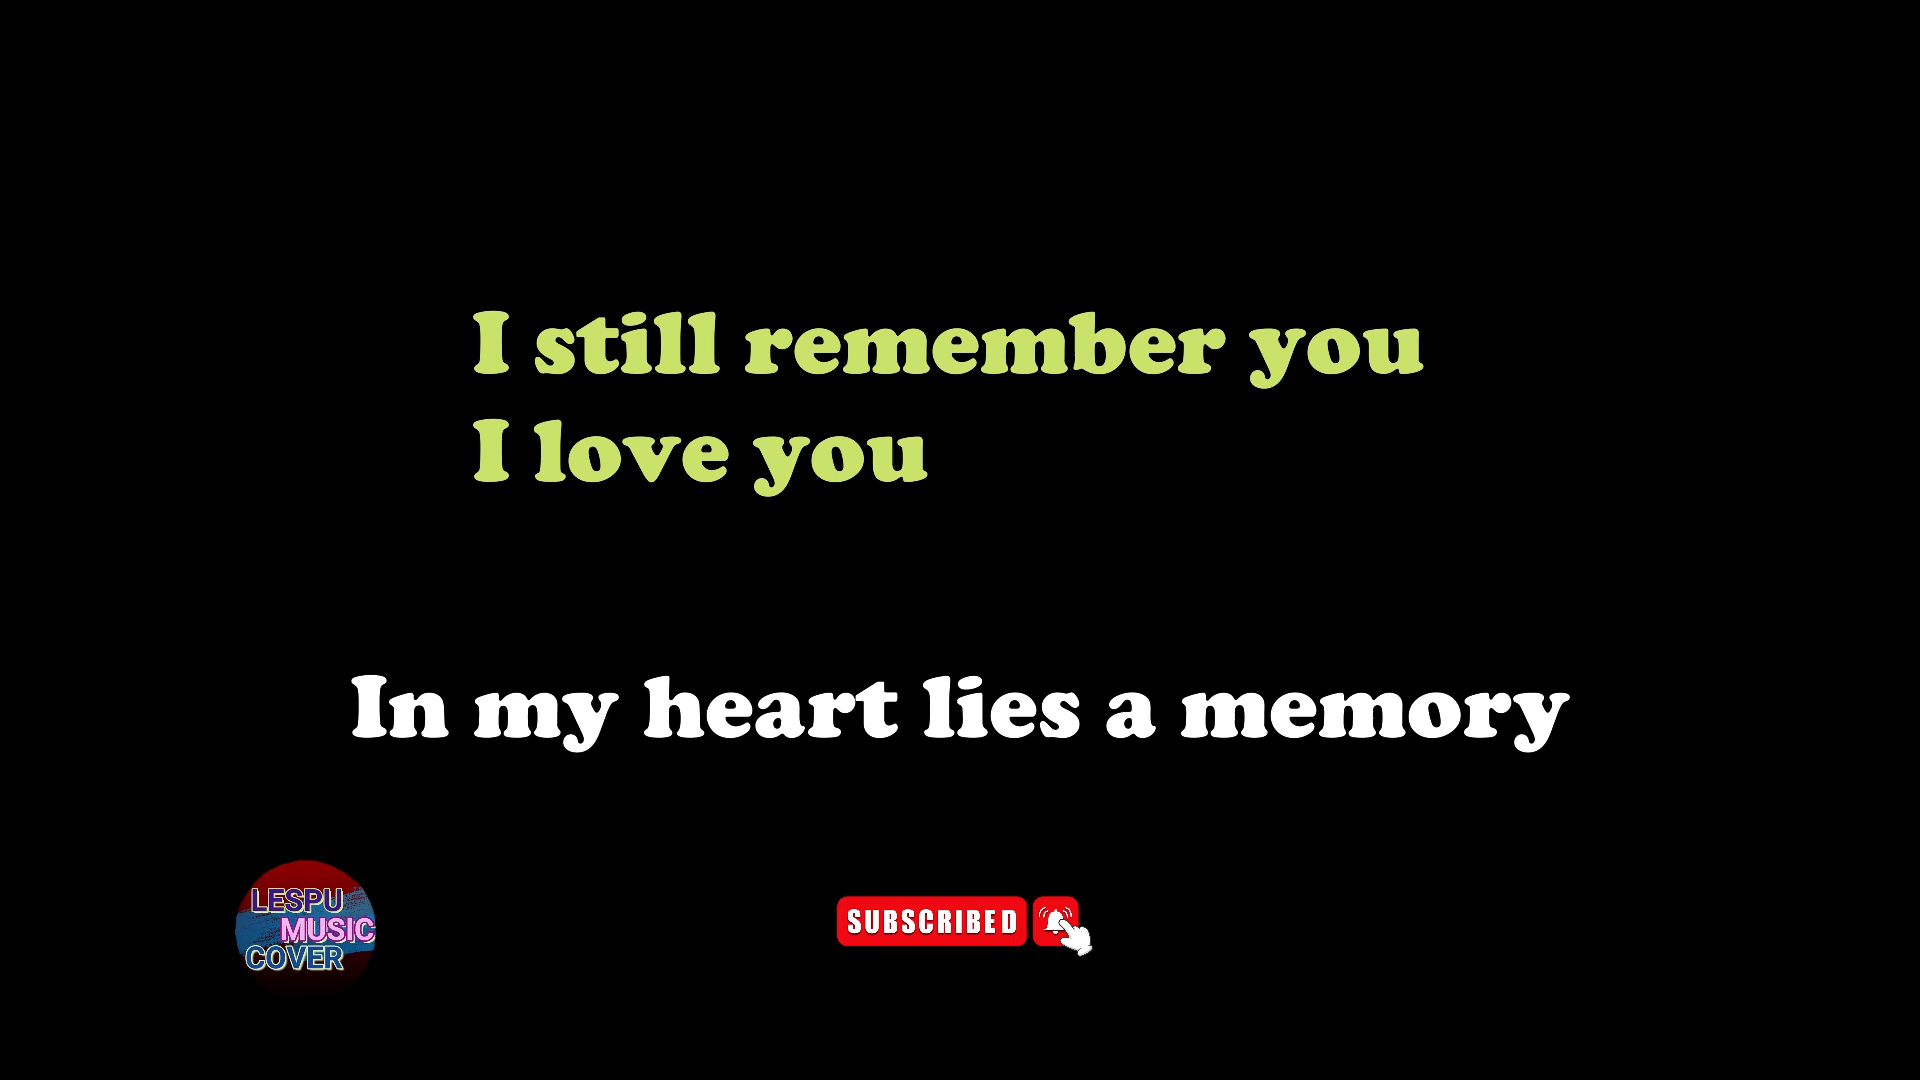 I still remember you
I love you
In my heart lies a memory
LESPU
MUSIC
COVER
SUBSCRIBED